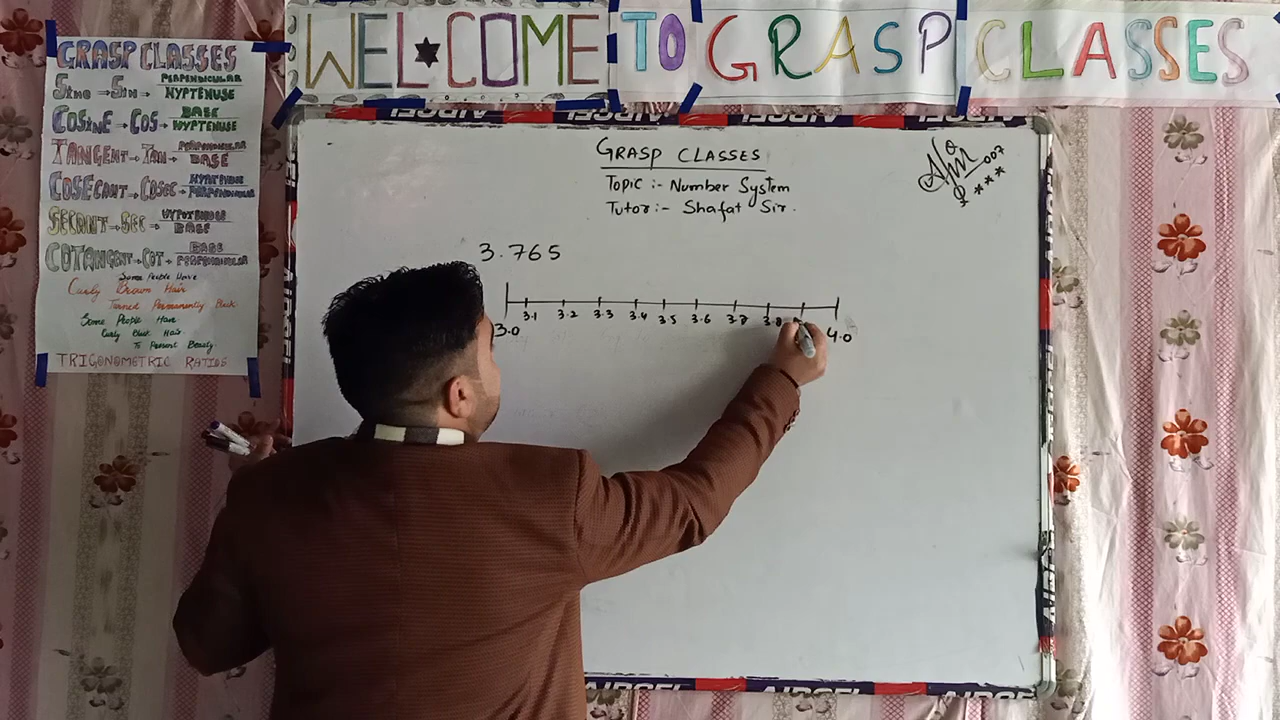 WELCOME TO GRASP CLASSES
GRASP CLASSES
SINE → SIN → PERPENDICULAR / HYPTENUSE
COSINE → COS → BASE / HYPTENUSE
TANGENT → TAN → PERPENDICULAR / BASE
COSECANT → COSEC → HYPTENUSE / PERPENDICULAR
SECANT → SEC → HYPOTENUSE / BASE
COTANGENT → COT → BASE / PERPENDICULAR
Some People Have
Curly Brown Hair
Turned Permanently Black
Some People Have
Curly Black Hair
To Present Beauty
TRIGONOMETRIC RATIOS
GRASP CLASSES
Topic :- Number System
Tutor :- Shafat Sir.
007
3.765
3.1 3.2 3.3 3.4 3.5 3.6 3.7 3.8
3.0 4.0
AIRCEL